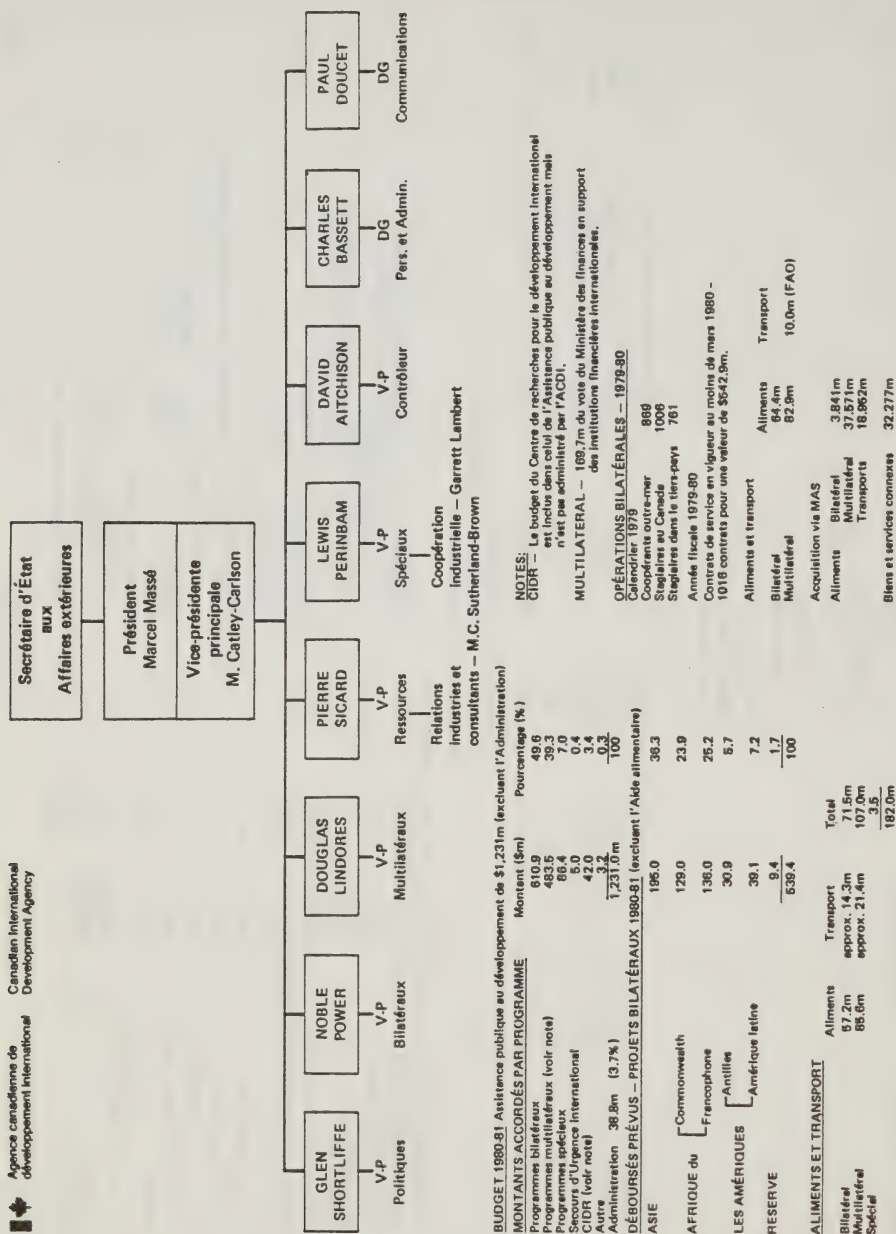 Agence canadienne de développement international
Canadian International Development Agency
Secrétaire d'État
aux
Affaires extérieures
Président
Marcel Massé
Vice-présidente
principale
M. Catley-Carlson
GLEN
SHORTLIFFE
V-P
Politiques
NOBLE
POWER
V-P
Bilatéraux
DOUGLAS
LINDORES
V-P
Multilatéraux
PIERRE
SICARD
V-P
Ressources
Relations
industries et
consultants — M.C. Sutherland-Brown
LEWIS
PERINBAM
V-P
Spéciaux
Coopération
Industrielle — Garrett Lambert
DAVID
AITCHISON
V-P
Contrôleur
CHARLES
BASSETT
DG
Pers. et Admin.
PAUL
DOUCET
DG
Communications
BUDGET 1980-81 Assistance publique au développement de $1,231m (excluant l'Administration)
MONTANTS ACCORDÉS PAR PROGRAMME Montant ($m) Pourcentage (%)
Programmes bilatéraux 610.9 49.6
Programmes multilatéraux (voir note) 483.5 39.3
Programmes spéciaux 86.4 7.0
Secours d'Urgence International 5.0 0.4
CIDR (voir note) 42.0 3.4
Autre 3.2 0.3
1,231.0m 100
Administration 38.8m (3.7%)
DÉBOURSÉS PRÉVUS — PROJETS BILATÉRAUX 1980-81 (excluant l'Aide alimentaire)
ASIE 195.0 36.3
AFRIQUE du Commonwealth 129.0 23.9
Francophone 136.0 25.2
LES AMÉRIQUES Antilles 30.9 5.7
Amérique latine 39.1 7.2
RESERVE 9.4 1.7
539.4 100
ALIMENTS ET TRANSPORT Aliments Transport Total
Bilatéral 57.2m approx. 14.3m 71.5m
Multilatéral 85.6m approx. 21.4m 107.0m
Spécial 3.5
182.0m
NOTES:
CIDR — Le budget du Centre de recherches pour le développement international
est inclus dans celui de l'Assistance publique au développement mais
n'est pas administré par l'ACDI.
MULTILATERAL — 169.7m du vote du Ministère des finances en support
des institutions financières internationales.
OPÉRATIONS BILATÉRALES — 1979-80
Calendrier 1979
Coopérants outre-mer 869
Stagiaires au Canada 1006
Stagiaires dans le tiers-pays 761
Année fiscale 1979-80
Contrats de service en vigueur au moins de mars 1980 —
1016 contrats pour une valeur de $542.9m.
Aliments et transport Aliments Transport
Bilatéral 64.4m
Multilatéral 82.9m 10.0m (FAO)
Acquisition via MAS
Aliments Bilatéral 3.841m
Multilatéral 37.571m
Transports 18.962m
Biens et services connexes 32.277m